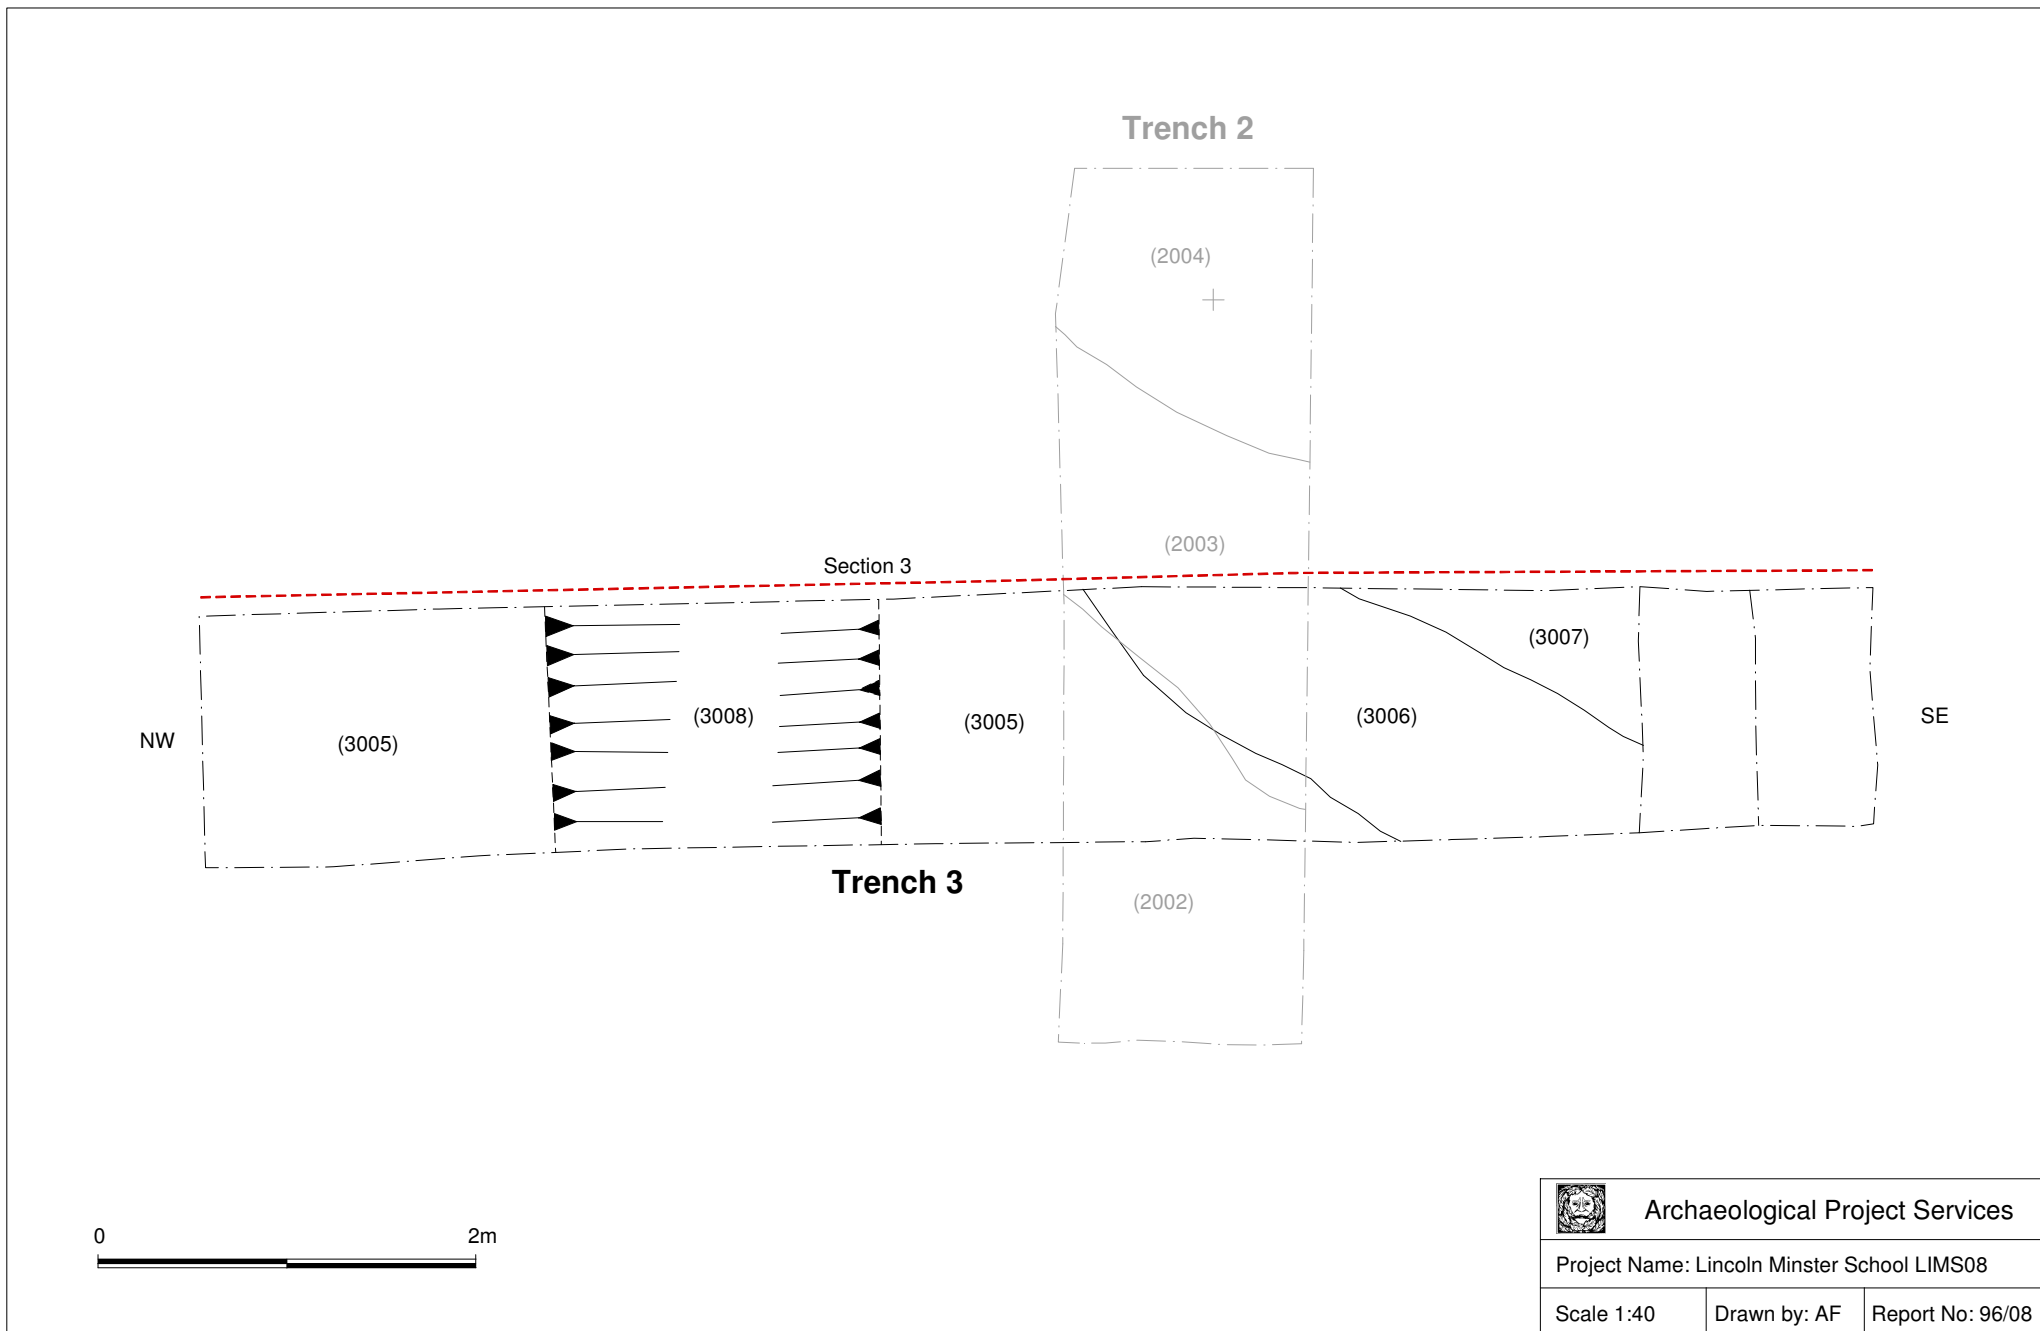 Trench 2
(2004)
(2003)
Section 3
(3007)
(3008)
(3005)
(3006)
SE
NW
(3005)
Trench 3
(2002)
0 2m
Archaeological Project Services
Project Name: Lincoln Minster School LIMS08
Scale 1:40
Drawn by: AF
Report No: 96/08